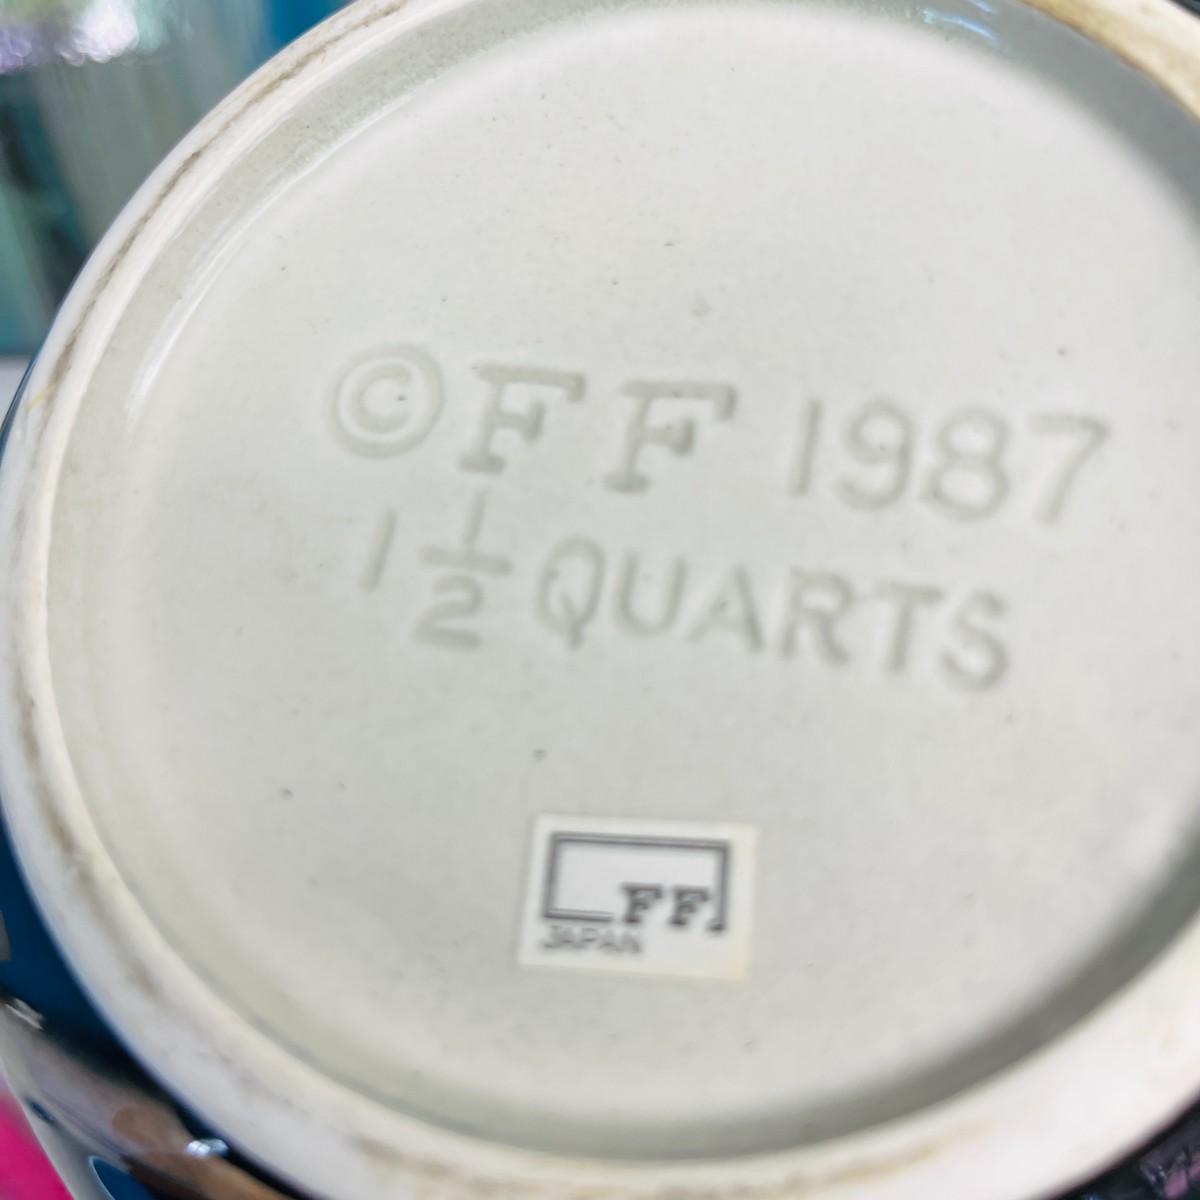 © FF 1987
1 1/2 QUARTS
FF
JAPAN